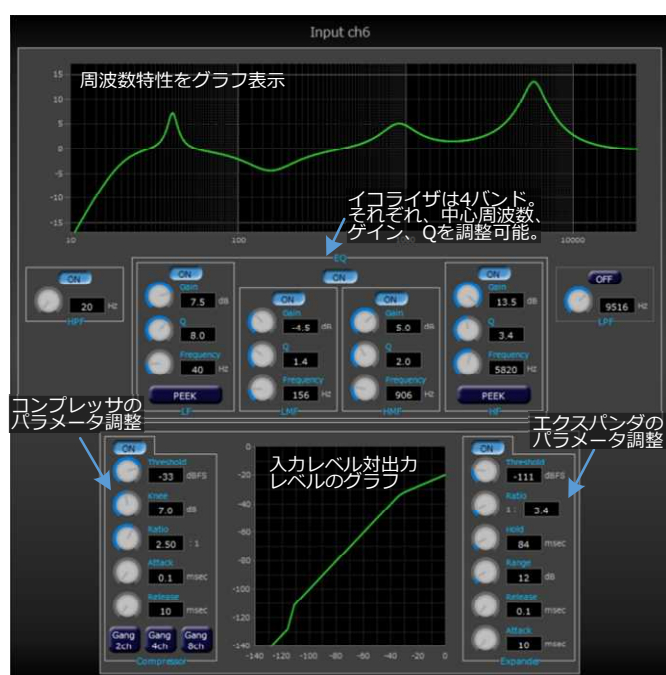 Input ch6
周波数特性をグラフ表示
15
10
5
0
-5
-10
-15
10
100
10000
イコライザは4バンド。
それぞれ、中心周波数、
ゲイン、Qを調整可能。
EQ
ON
ON
20 Hz
HPF
ON
Gain
7.5 dB
Q
8.0
Frequency
40 Hz
PEEK
LF
ON
Gain
-4.5 dB
Q
1.4
Frequency
156 Hz
LMF
ON
Gain
5.0 dB
Q
2.0
Frequency
906 Hz
HMF
ON
Gain
13.5 dB
Q
3.4
Frequency
5820 Hz
PEEK
HF
OFF
9516 Hz
LPF
コンプレッサの
パラメータ調整
ON
Threshold
-33 dBFS
Knee
7.0 dB
Ratio
2.50 : 1
Attack
0.1 msec
Release
10 msec
Gang
2ch
Gang
4ch
Gang
8ch
Compressor
入力レベル対出力
レベルのグラフ
0
-20
-40
-60
-80
-100
-120
-140
-140 -120 -100 -80 -60 -40 -20 0
エクスパンダの
パラメータ調整
ON
Threshold
-111 dBFS
Ratio
1 : 3.4
Hold
84 msec
Range
12 dB
Release
0.1 msec
Attack
10 msec
Expander